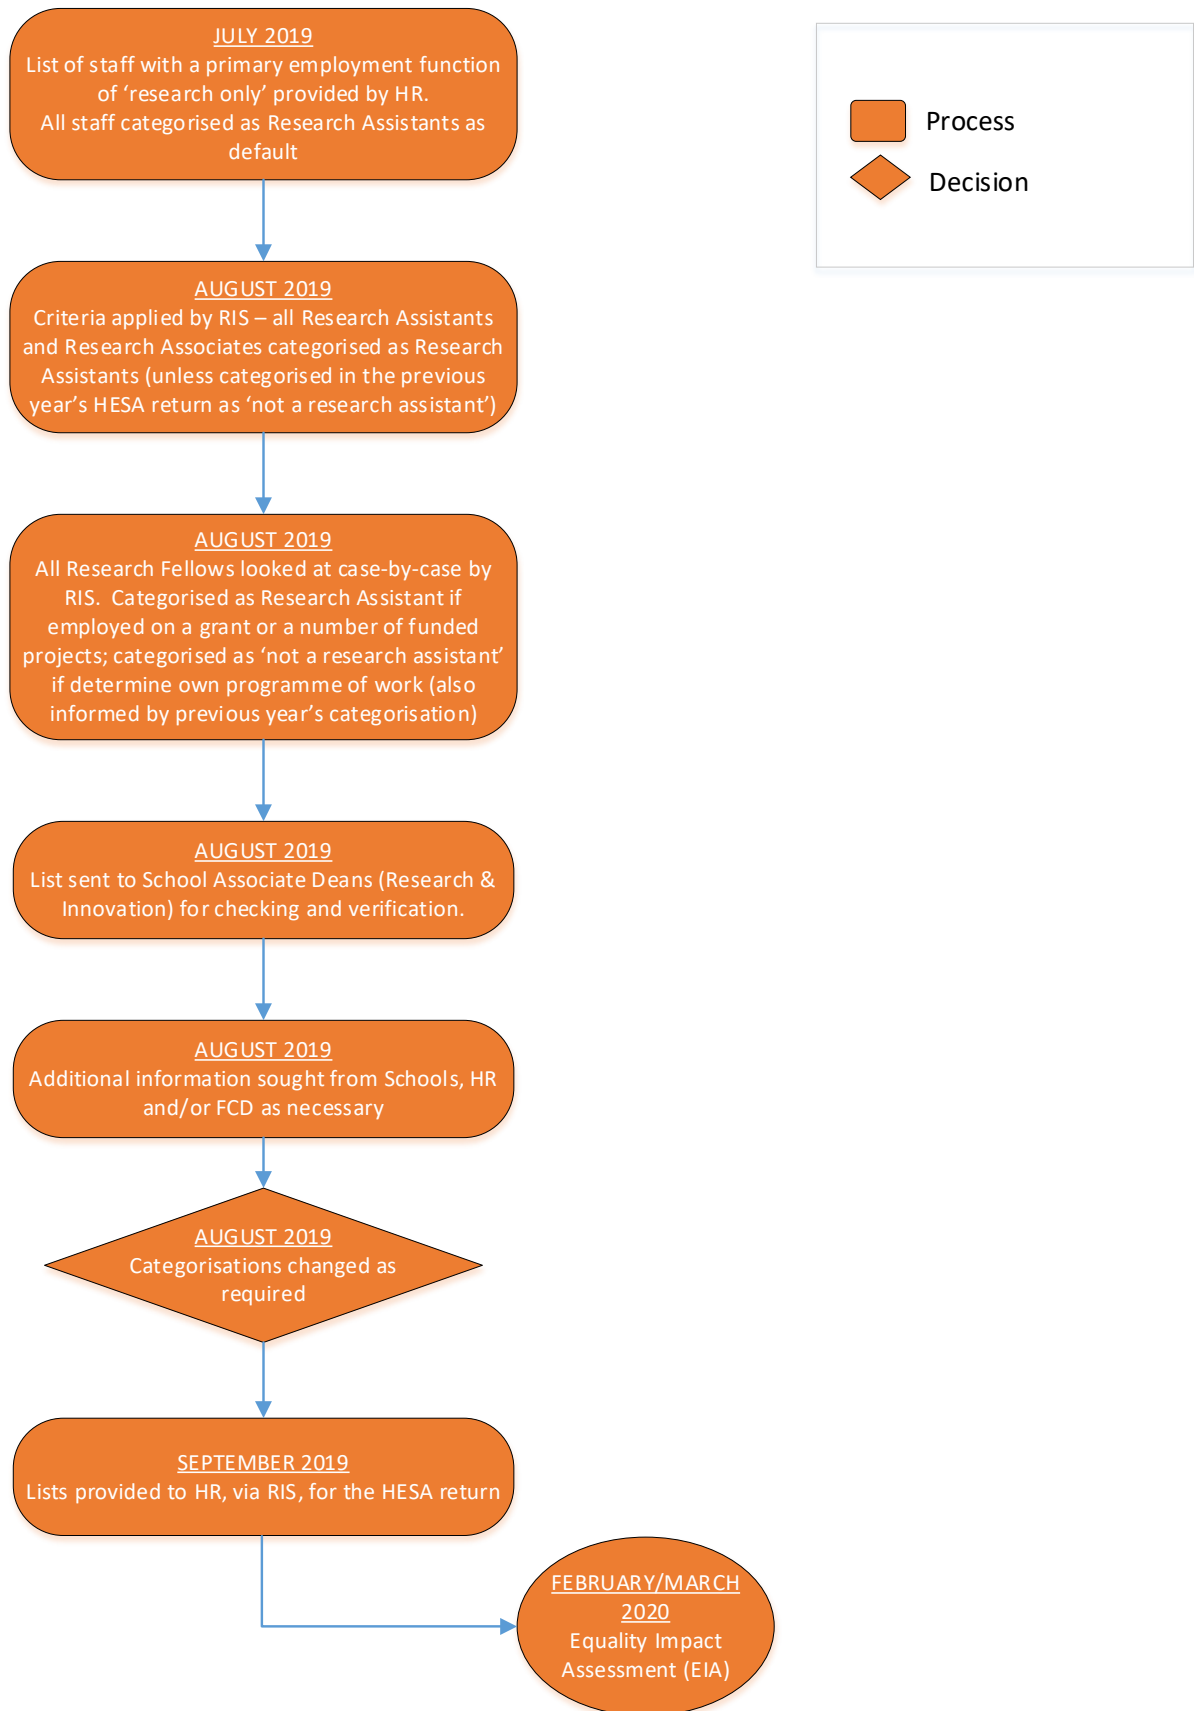 JULY 2019
List of staff with a primary employment function
of ‘research only’ provided by HR.
All staff categorised as Research Assistants as
default
Process
Decision
AUGUST 2019
Criteria applied by RIS – all Research Assistants
and Research Associates categorised as Research
Assistants (unless categorised in the previous
year’s HESA return as ‘not a research assistant’)
AUGUST 2019
All Research Fellows looked at case-by-case by
RIS.  Categorised as Research Assistant if
employed on a grant or a number of funded
projects; categorised as ‘not a research assistant’
if determine own programme of work (also
informed by previous year’s categorisation)
AUGUST 2019
List sent to School Associate Deans (Research &
Innovation) for checking and verification.
AUGUST 2019
Additional information sought from Schools, HR
and/or FCD as necessary
AUGUST 2019
Categorisations changed as
required
SEPTEMBER 2019
Lists provided to HR, via RIS, for the HESA return
FEBRUARY/MARCH
2020
Equality Impact
Assessment (EIA)